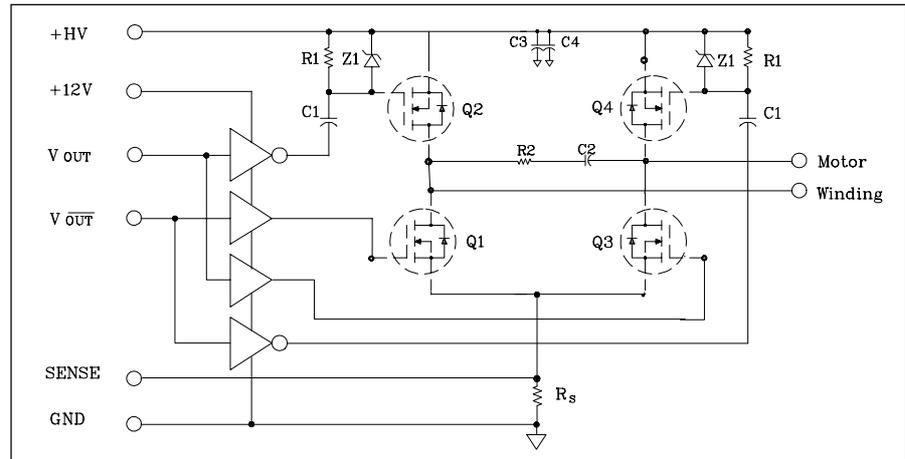 +HV
C3
C4
R1
Z1
Z1
R1
+12V
C1
Q2
Q4
C1
V OUT
R2
C2
Motor
Winding
V O̅U̅T̅
Q1
Q3
SENSE
Rs
GND